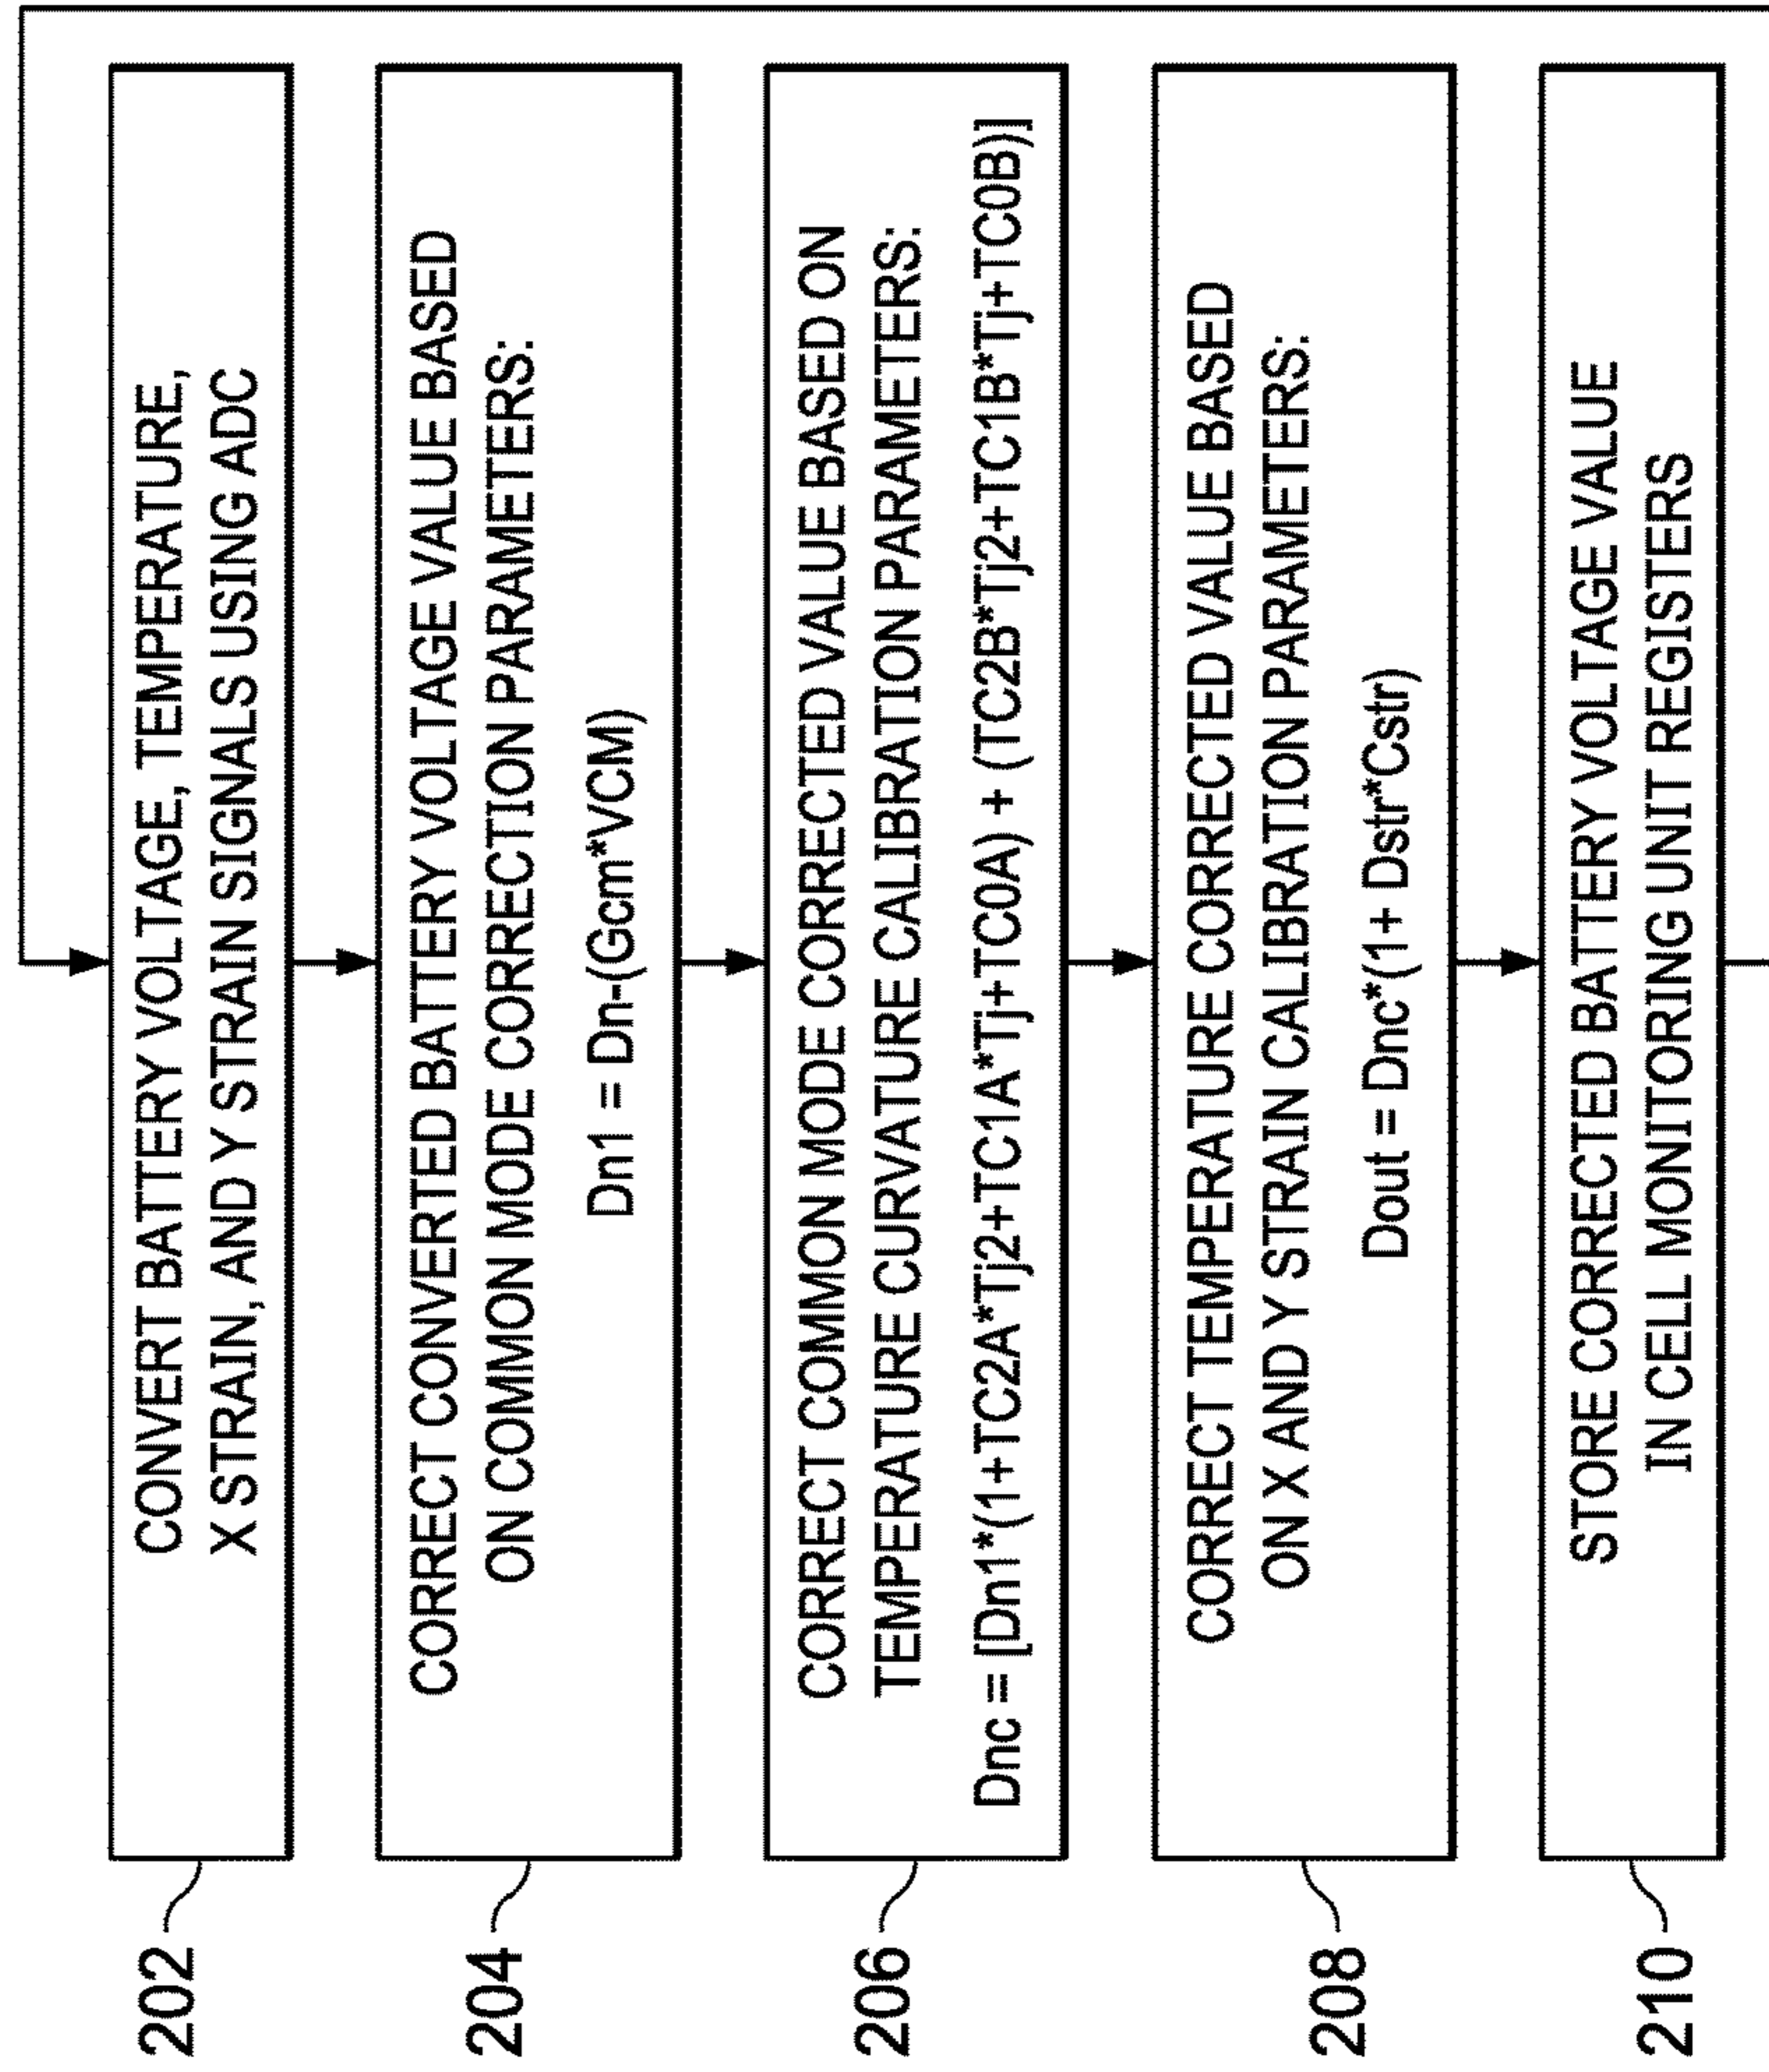 202
CONVERT BATTERY VOLTAGE, TEMPERATURE,
X STRAIN, AND Y STRAIN SIGNALS USING ADC
204
CORRECT CONVERTED BATTERY VOLTAGE VALUE BASED
ON COMMON MODE CORRECTION PARAMETERS:
Dn1 = Dn-(Gcm*VCM)
206
CORRECT COMMON MODE CORRECTED VALUE BASED ON
TEMPERATURE CURVATURE CALIBRATION PARAMETERS:
Dnc = [Dn1*(1+TC2A*Tj2+TC1A*Tj+TC0A) + (TC2B*Tj2+TC1B*Tj+TC0B)]
208
CORRECT TEMPERATURE CORRECTED VALUE BASED
ON X AND Y STRAIN CALIBRATION PARAMETERS:
Dout = Dnc*(1+ Dstr*Cstr)
210
STORE CORRECTED BATTERY VOLTAGE VALUE
IN CELL MONITORING UNIT REGISTERS